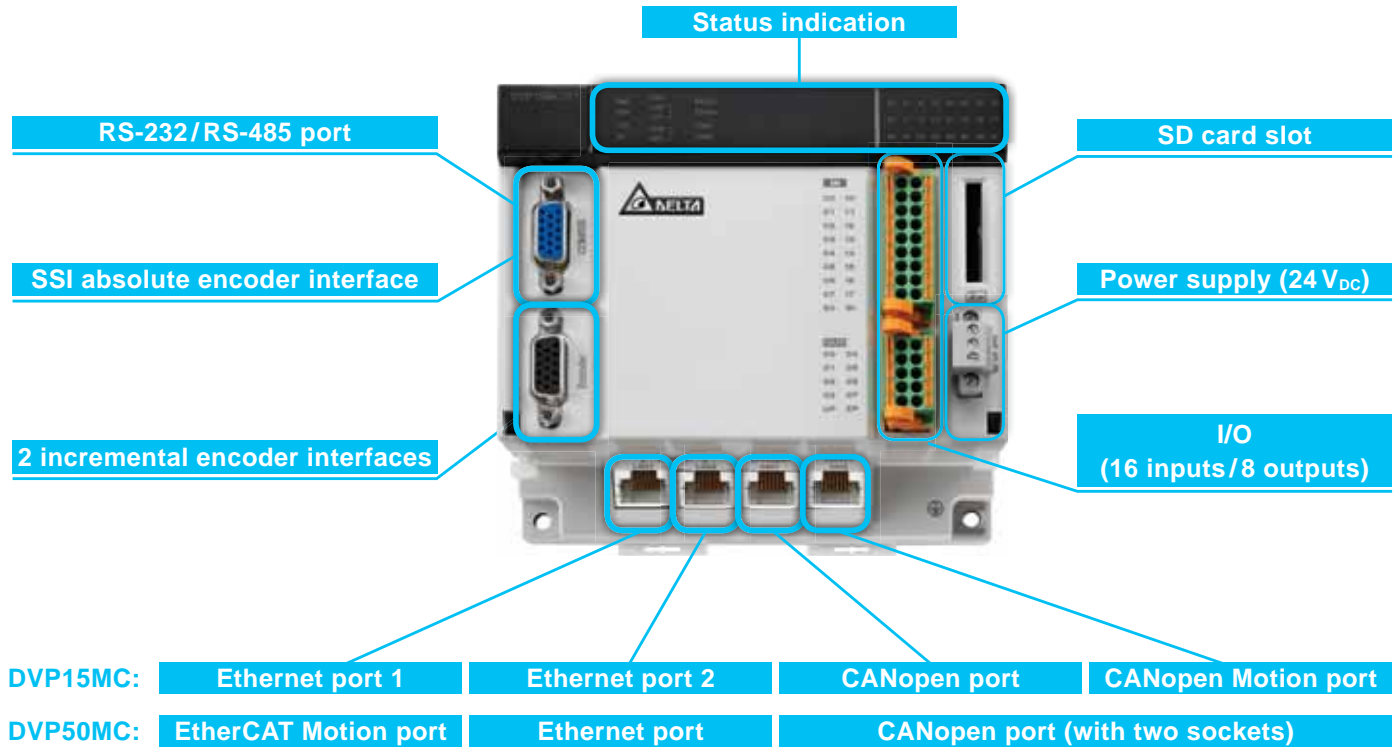 Status indication
RS-232/RS-485 port
SD card slot
DELTA
SSI absolute encoder interface
Power supply (24 VDC)
2 incremental encoder interfaces
I/O
(16 inputs/8 outputs)
Encoder
DVP15MC: Ethernet port 1 Ethernet port 2 CANopen port CANopen Motion port
DVP50MC: EtherCAT Motion port Ethernet port CANopen port (with two sockets)